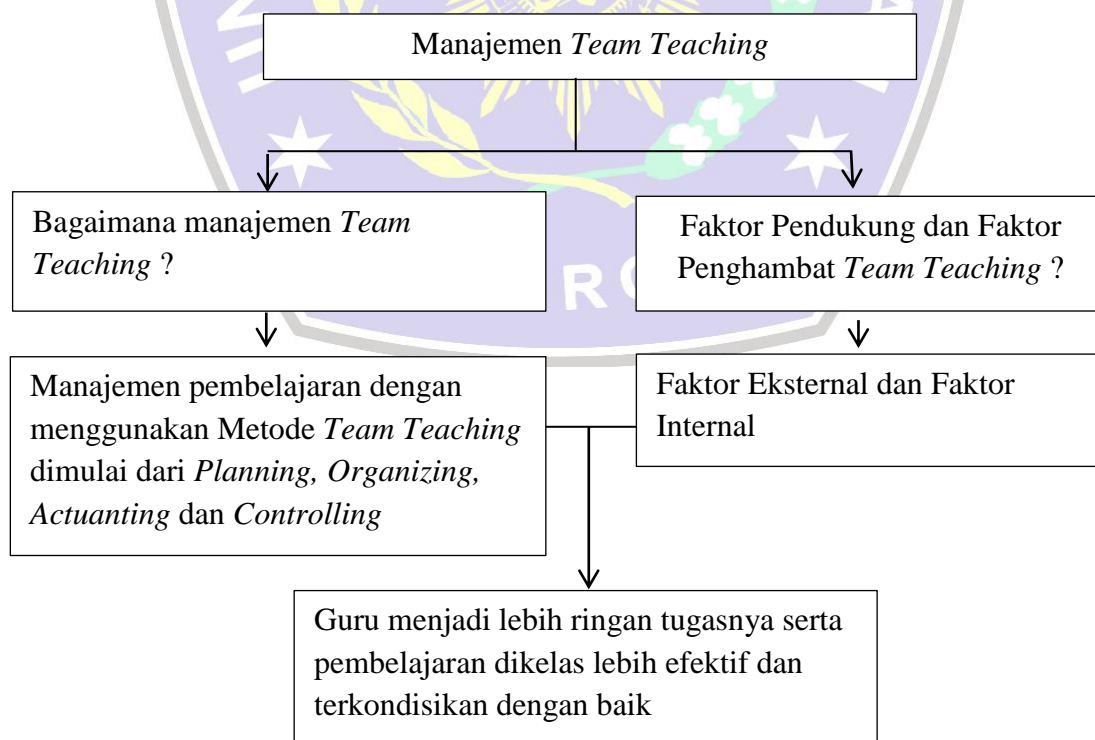 Manajemen Team Teaching
Bagaimana manajemen Team
Teaching ?
Faktor Pendukung dan Faktor
Penghambat Team Teaching ?
Manajemen pembelajaran dengan
menggunakan Metode Team Teaching
dimulai dari Planning, Organizing,
Actuanting dan Controlling
Faktor Eksternal dan Faktor
Internal
Guru menjadi lebih ringan tugasnya serta
pembelajaran dikelas lebih efektif dan
terkondisikan dengan baik